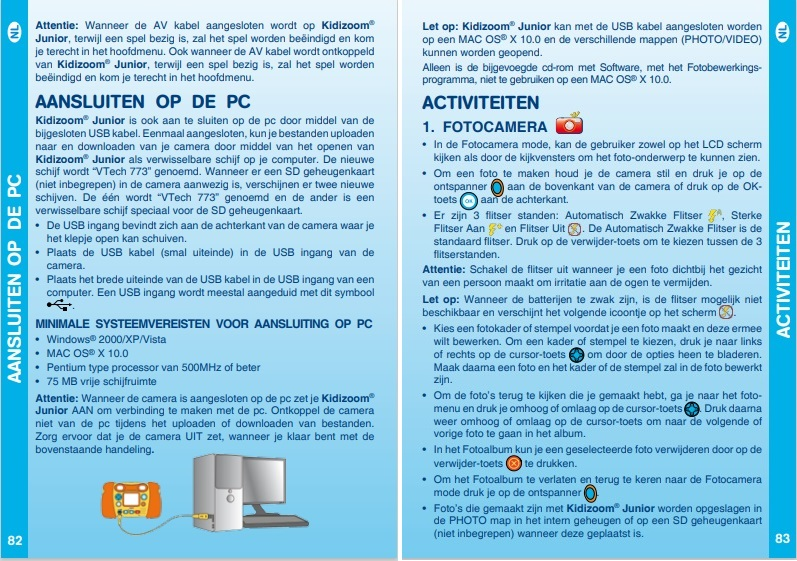 NL
Attentie: Wanneer de AV kabel aangesloten wordt op Kidizoom®
Junior, terwijl een spel bezig is, zal het spel worden beëindigd en kom
je terecht in het hoofdmenu. Ook wanneer de AV kabel wordt ontkoppeld
van Kidizoom® Junior, terwijl een spel bezig is, zal het spel worden
beëindigd en kom je terecht in het hoofdmenu.
AANSLUITEN OP DE PC
Kidizoom® Junior is ook aan te sluiten op de pc door middel van de
bijgesloten USB kabel. Eenmaal aangesloten, kun je bestanden uploaden
naar en downloaden van je camera door middel van het openen van
Kidizoom® Junior als verwisselbare schijf op je computer. De nieuwe
schijf wordt “VTech 773” genoemd. Wanneer er een SD geheugenkaart
(niet inbegrepen) in de camera aanwezig is, verschijnen er twee nieuwe
schijven. De één wordt “VTech 773” genoemd en de ander is een
verwisselbare schijf speciaal voor de SD geheugenkaart.
• De USB ingang bevindt zich aan de achterkant van de camera waar je
het klepje open kan schuiven.
• Plaats de USB kabel (smal uiteinde) in de USB ingang van de
camera.
• Plaats het brede uiteinde van de USB kabel in de USB ingang van een
computer. Een USB ingang wordt meestal aangeduid met dit symbool
.
MINIMALE SYSTEEMVEREISTEN VOOR AANSLUITING OP PC
• Windows® 2000/XP/Vista
• MAC OS® X 10.0
• Pentium type processor van 500MHz of beter
• 75 MB vrije schijfruimte
Attentie: Wanneer de camera is aangesloten op de pc zet je Kidizoom®
Junior AAN om verbinding te maken met de pc. Ontkoppel de camera
niet van de pc tijdens het uploaden of downloaden van bestanden.
Zorg ervoor dat je de camera UIT zet, wanneer je klaar bent met de
bovenstaande handeling.
AANSLUITEN OP DE PC
82
NL
Let op: Kidizoom® Junior kan met de USB kabel aangesloten worden
op een MAC OS® X 10.0 en de verschillende mappen (PHOTO/VIDEO)
kunnen worden geopend.
Alleen is de bijgevoegde cd-rom met Software, met het Fotobewerkings-
programma, niet te gebruiken op een MAC OS® X 10.0.
ACTIVITEITEN
1. FOTOCAMERA
• In de Fotocamera mode, kan de gebruiker zowel op het LCD scherm
kijken als door de kijkvensters om het foto-onderwerp te kunnen zien.
• Om een foto te maken houd je de camera stil en druk je op de
ontspanner aan de bovenkant van de camera of druk op de OK-
toets OK aan de achterkant.
• Er zijn 3 flitser standen: Automatisch Zwakke Flitser , Sterke
Flitser Aan en Flitser Uit . De Automatisch Zwakke Flitser is de
standaard flitser. Druk op de verwijder-toets om te kiezen tussen de 3
flitserstanden.
Attentie: Schakel de flitser uit wanneer je een foto dichtbij het gezicht
van een persoon maakt om irritatie aan de ogen te vermijden.
Let op: Wanneer de batterijen te zwak zijn, is de flitser mogelijk niet
beschikbaar en verschijnt het volgende icoontje op het scherm .
• Kies een fotokader of stempel voordat je een foto maakt en deze ermee
wilt bewerken. Om een kader of stempel te kiezen, druk je naar links
of rechts op de cursor-toets om door de opties heen te bladeren.
Maak daarna een foto en het kader of de stempel zal in de foto bewerkt
zijn.
• Om de foto’s terug te kijken die je gemaakt hebt, ga je naar het foto-
menu en druk je omhoog of omlaag op de cursor-toets . Druk daarna
weer omhoog of omlaag op de cursor-toets om naar de volgende of
vorige foto te gaan in het album.
• In het Fotoalbum kun je een geselecteerde foto verwijderen door op de
verwijder-toets te drukken.
• Om het Fotoalbum te verlaten en terug te keren naar de Fotocamera
mode druk je op de ontspanner .
• Foto’s die gemaakt zijn met Kidizoom® Junior worden opgeslagen in
de PHOTO map in het intern geheugen of op een SD geheugenkaart
(niet inbegrepen) wanneer deze geplaatst is.
ACTIVITEITEN
83